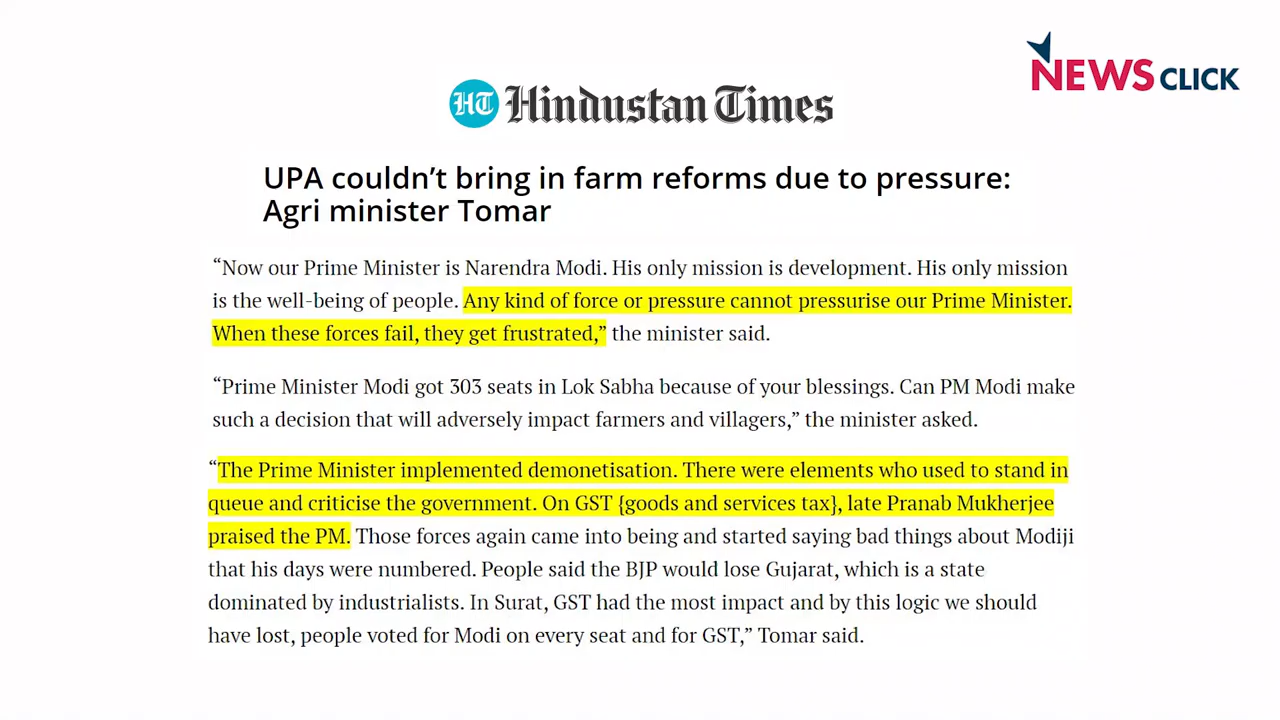 NEWS CLICK
HT Hindustan Times
UPA couldn’t bring in farm reforms due to pressure:
Agri minister Tomar
“Now our Prime Minister is Narendra Modi. His only mission is development. His only mission
is the well-being of people. Any kind of force or pressure cannot pressurise our Prime Minister.
When these forces fail, they get frustrated,” the minister said.
“Prime Minister Modi got 303 seats in Lok Sabha because of your blessings. Can PM Modi make
such a decision that will adversely impact farmers and villagers,” the minister asked.
“The Prime Minister implemented demonetisation. There were elements who used to stand in
queue and criticise the government. On GST {goods and services tax}, late Pranab Mukherjee
praised the PM. Those forces again came into being and started saying bad things about Modiji
that his days were numbered. People said the BJP would lose Gujarat, which is a state
dominated by industrialists. In Surat, GST had the most impact and by this logic we should
have lost, people voted for Modi on every seat and for GST,” Tomar said.